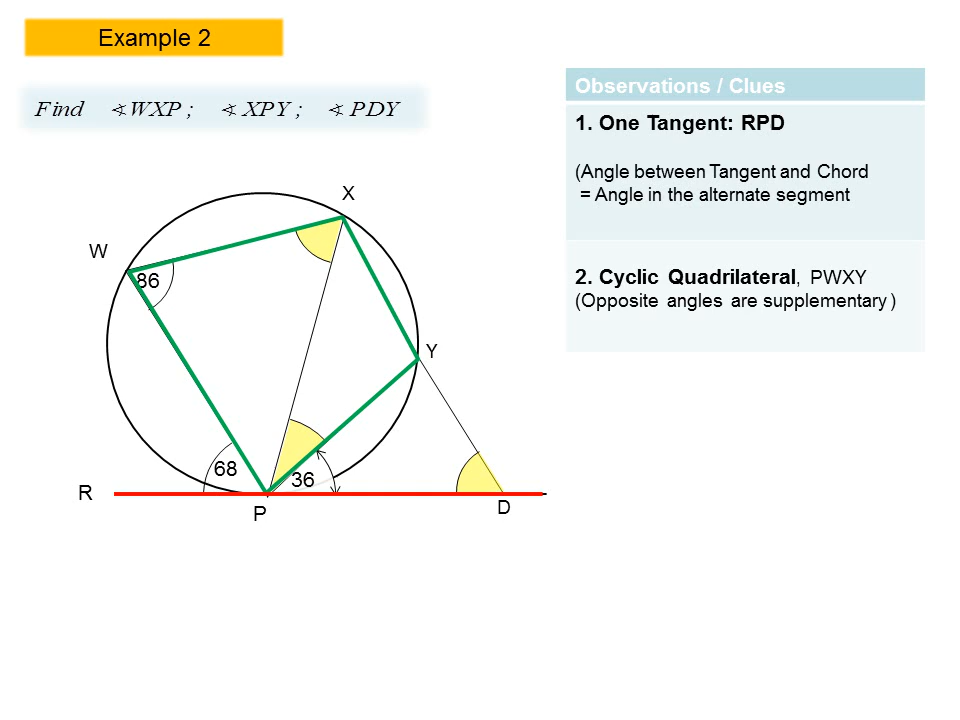 Example 2
Find ∢WXP ; ∢ XPY ; ∢ PDY
Observations / Clues
1. One Tangent: RPD
(Angle between Tangent and Chord
= Angle in the alternate segment
2. Cyclic Quadrilateral, PWXY
(Opposite angles are supplementary )
X
W
86
Y
68
36
R
P
D